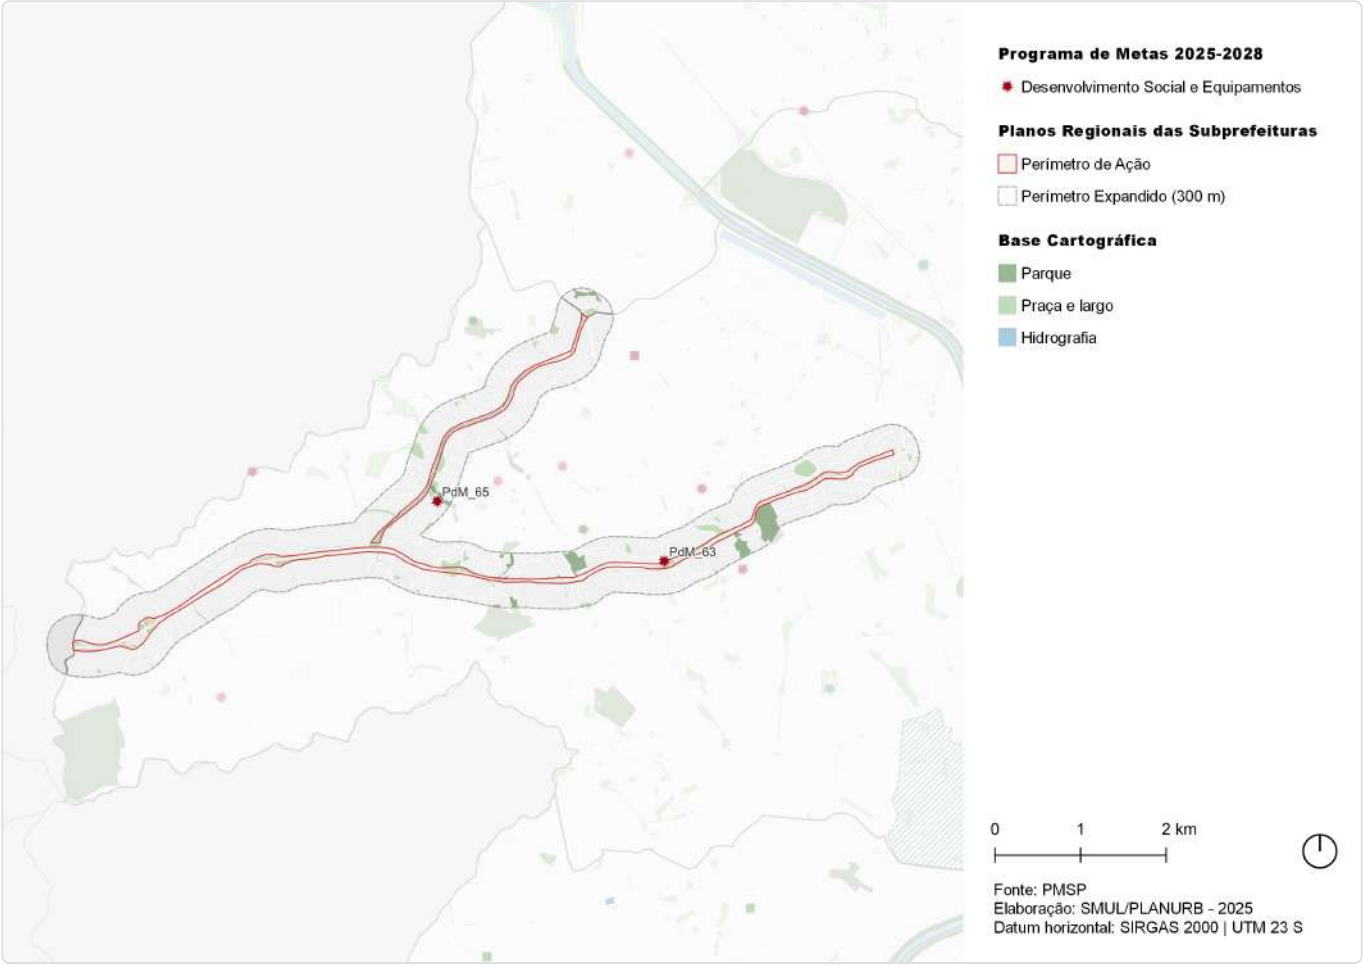 Programa de Metas 2025-2028
Desenvolvimento Social e Equipamentos
Planos Regionais das Subprefeituras
Perímetro de Ação
Perímetro Expandido (300 m)
Base Cartográfica
Parque
Praça e largo
Hidrografia
PdM_65
PdM_63
0 1 2 km
Fonte: PMSP
Elaboração: SMUL/PLANURB - 2025
Datum horizontal: SIRGAS 2000 | UTM 23 S